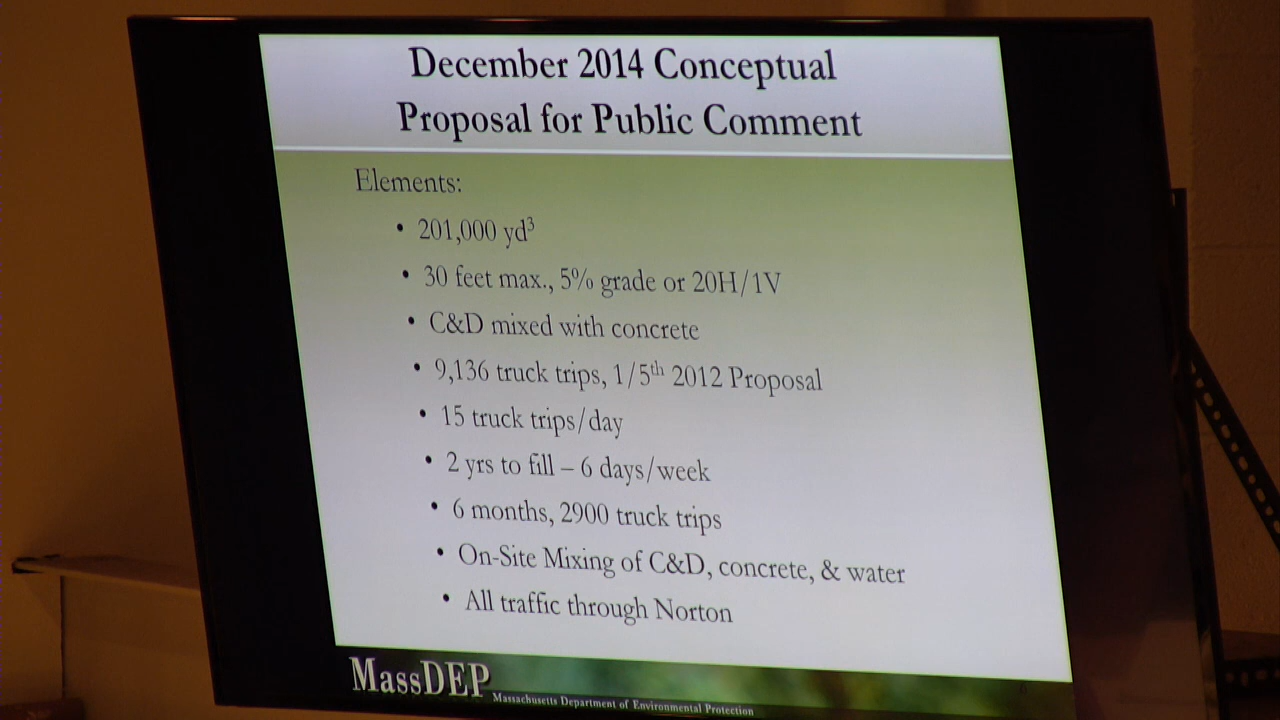 December 2014 Conceptual
Proposal for Public Comment
Elements:
• 201,000 yd³
• 30 feet max., 5% grade or 20H/1V
• C&D mixed with concrete
• 9,136 truck trips, 1/5th 2012 Proposal
• 15 truck trips/day
• 2 yrs to fill – 6 days/week
• 6 months, 2900 truck trips
• On-Site Mixing of C&D, concrete, & water
• All traffic through Norton
MassDEP
Massachusetts Department of Environmental Protection